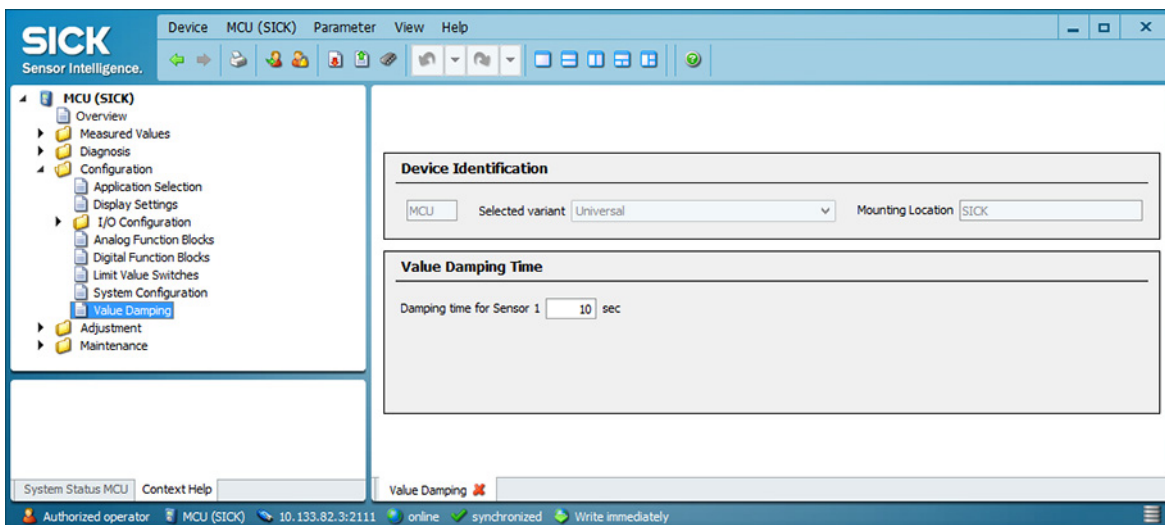 SICK
Sensor Intelligence.
Device MCU (SICK) Parameter View Help
MCU (SICK)
Overview
Measured Values
Diagnosis
Configuration
Application Selection
Display Settings
I/O Configuration
Analog Function Blocks
Digital Function Blocks
Limit Value Switches
System Configuration
Value Damping
Adjustment
Maintenance
System Status MCU Context Help
Device Identification
MCU Selected variant Universal Mounting Location SICK
Value Damping Time
Damping time for Sensor 1 10 sec
Value Damping
Authorized operator MCU (SICK) 10.133.82.3:2111 online synchronized Write immediately